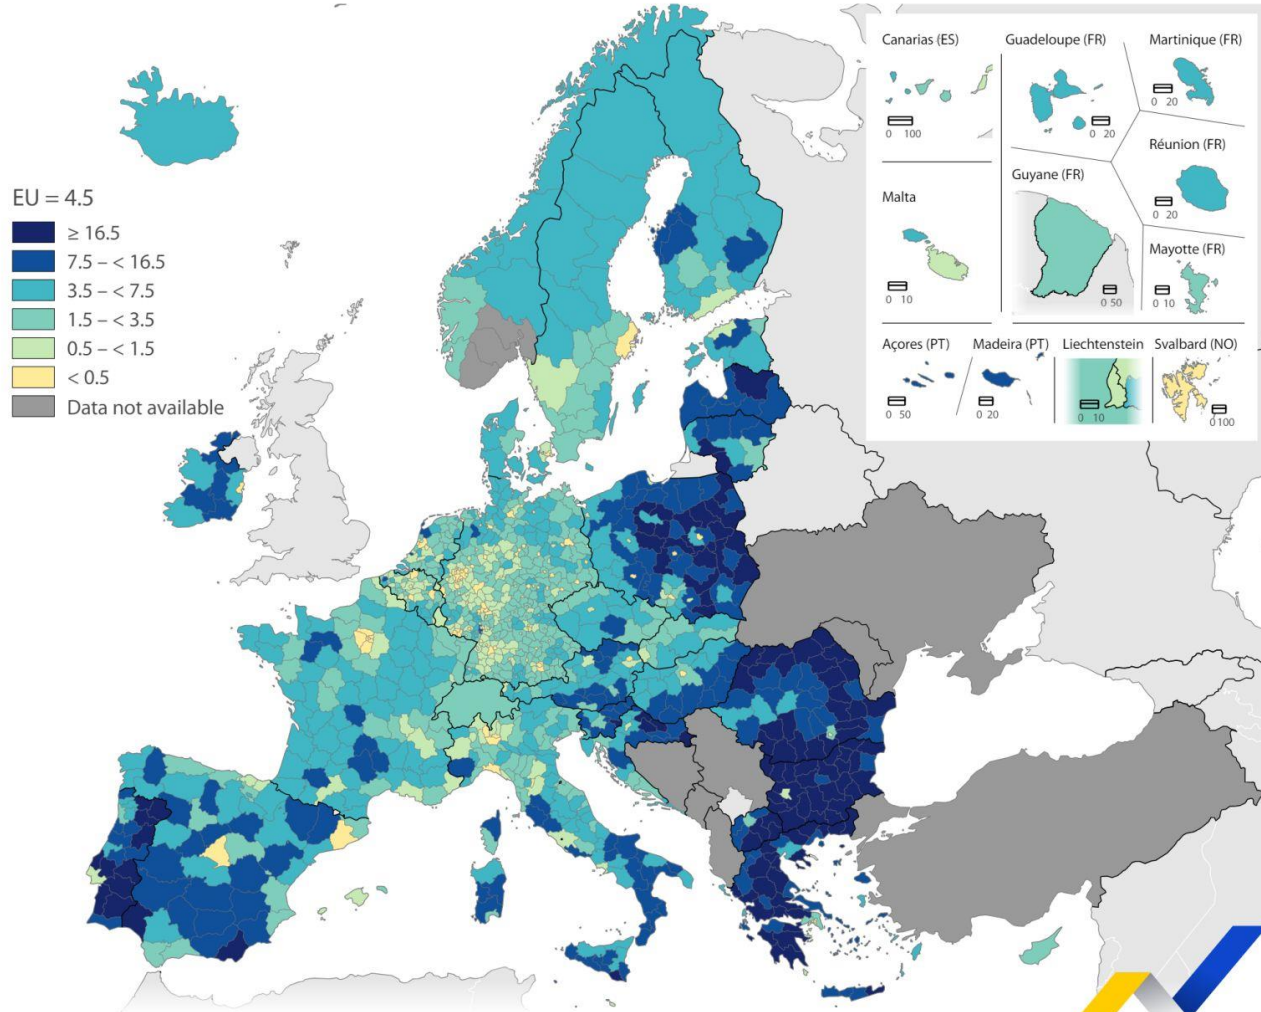 EU = 4.5
≥ 16.5
7.5 – < 16.5
3.5 – < 7.5
1.5 – < 3.5
0.5 – < 1.5
< 0.5
Data not available
Canarias (ES)
0 100
Guadeloupe (FR)
0 20
Martinique (FR)
0 20
Malta
0 10
Guyane (FR)
0 50
Réunion (FR)
0 20
Mayotte (FR)
0 10
Açores (PT)
0 50
Madeira (PT)
0 20
Liechtenstein
0 10
Svalbard (NO)
0 100